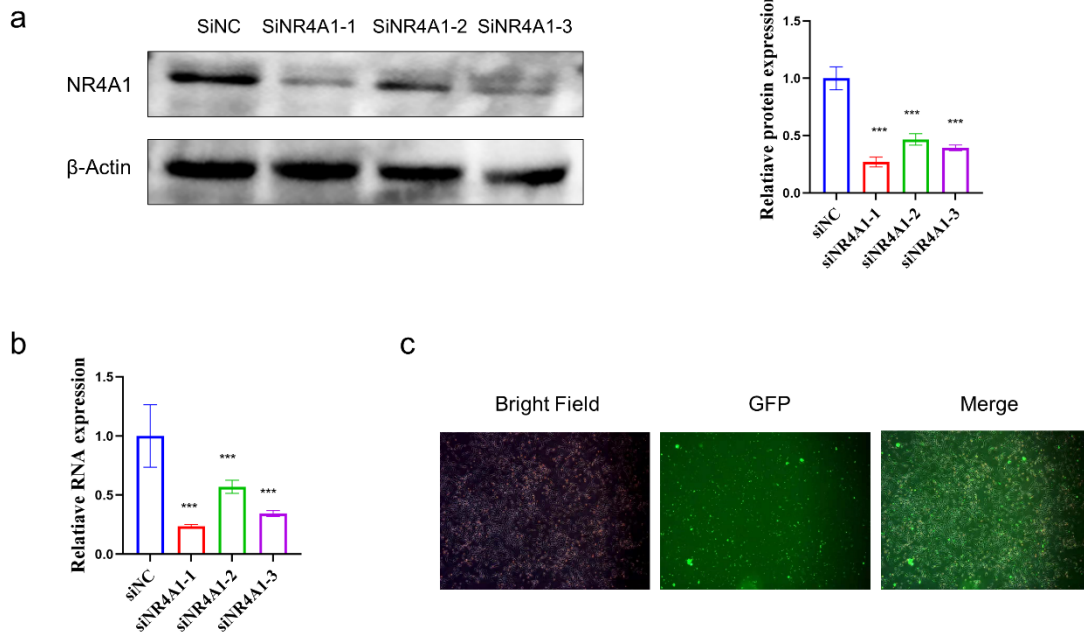 a
SiNC SiNR4A1-1 SiNR4A1-2 SiNR4A1-3
NR4A1
β-Actin
Relatiave protein expression
1.5
1.0
0.5
0.0
***
***
***
siNC
siNR4A1-1
siNR4A1-2
siNR4A1-3
b
Relatiave RNA expression
1.5
1.0
0.5
0.0
***
***
***
siNC
siNR4A1-1
siNR4A1-2
siNR4A1-3
c
Bright Field GFP Merge